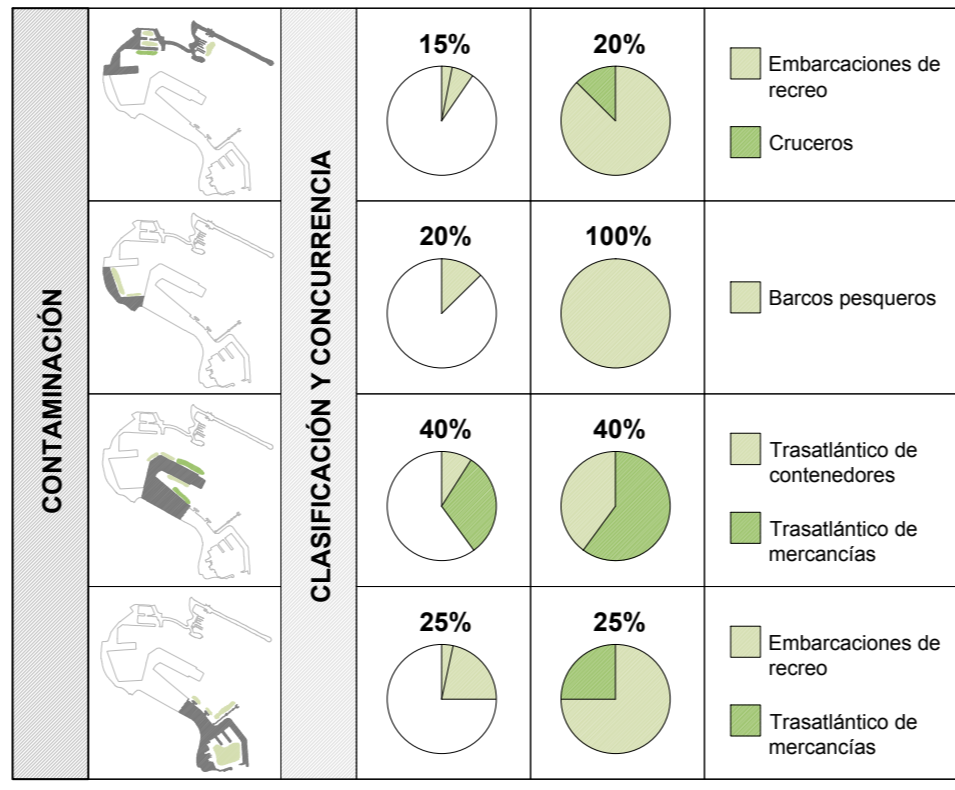 CONTAMINACIÓN
CLASIFICACIÓN Y CONCURRENCIA
15%
20%
Embarcaciones de
recreo
Cruceros
20%
100%
Barcos pesqueros
40%
40%
Trasatlántico de
contenedores
Trasatlántico de
mercancías
25%
25%
Embarcaciones de
recreo
Trasatlántico de
mercancías